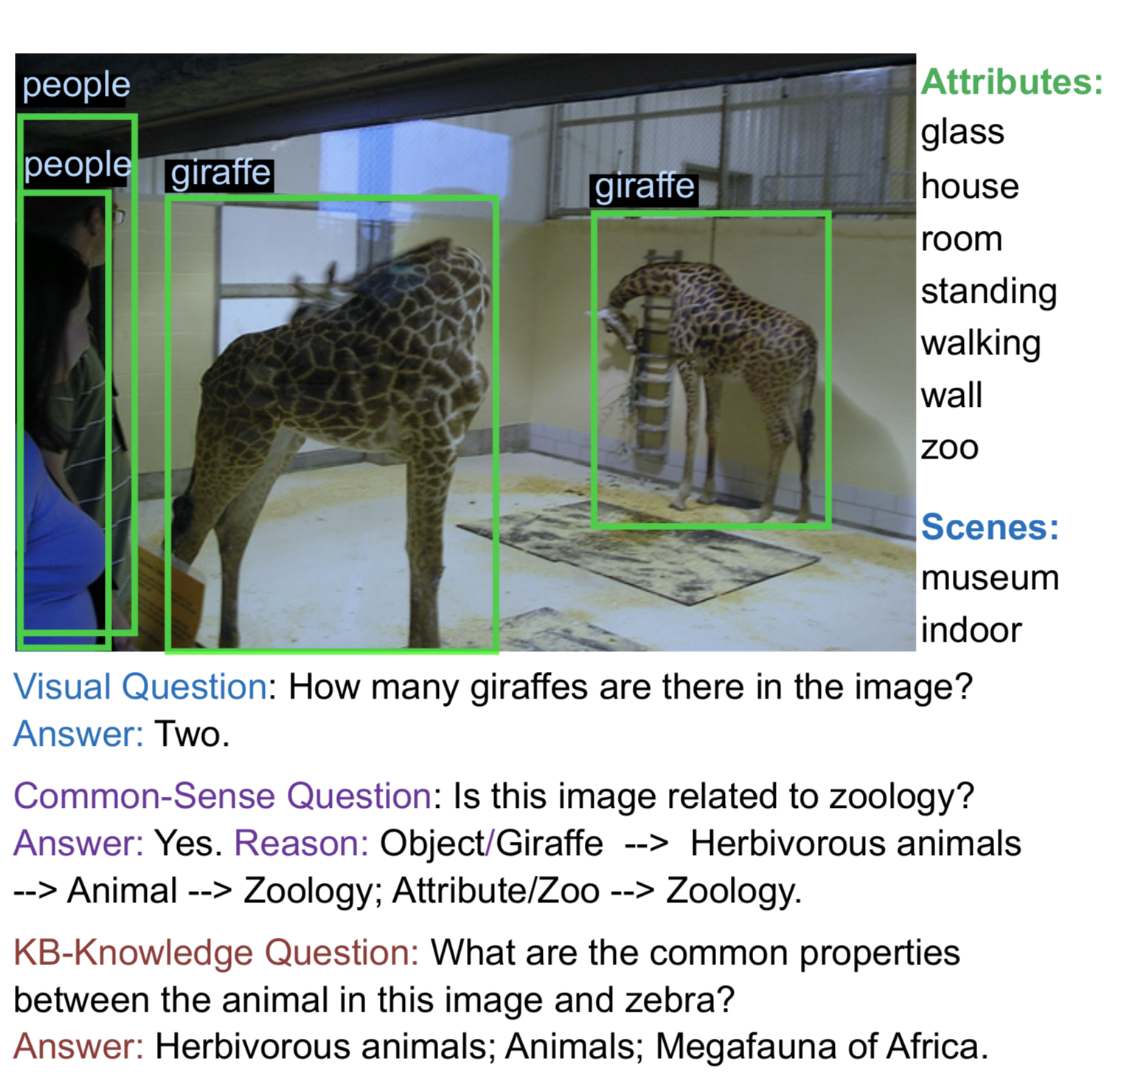 people
people
giraffe
giraffe
Attributes:
glass
house
room
standing
walking
wall
zoo
Scenes:
museum
indoor
Visual Question: How many giraffes are there in the image?
Answer: Two.
Common-Sense Question: Is this image related to zoology?
Answer: Yes. Reason: Object/Giraffe --> Herbivorous animals
--> Animal --> Zoology; Attribute/Zoo --> Zoology.
KB-Knowledge Question: What are the common properties
between the animal in this image and zebra?
Answer: Herbivorous animals; Animals; Megafauna of Africa.